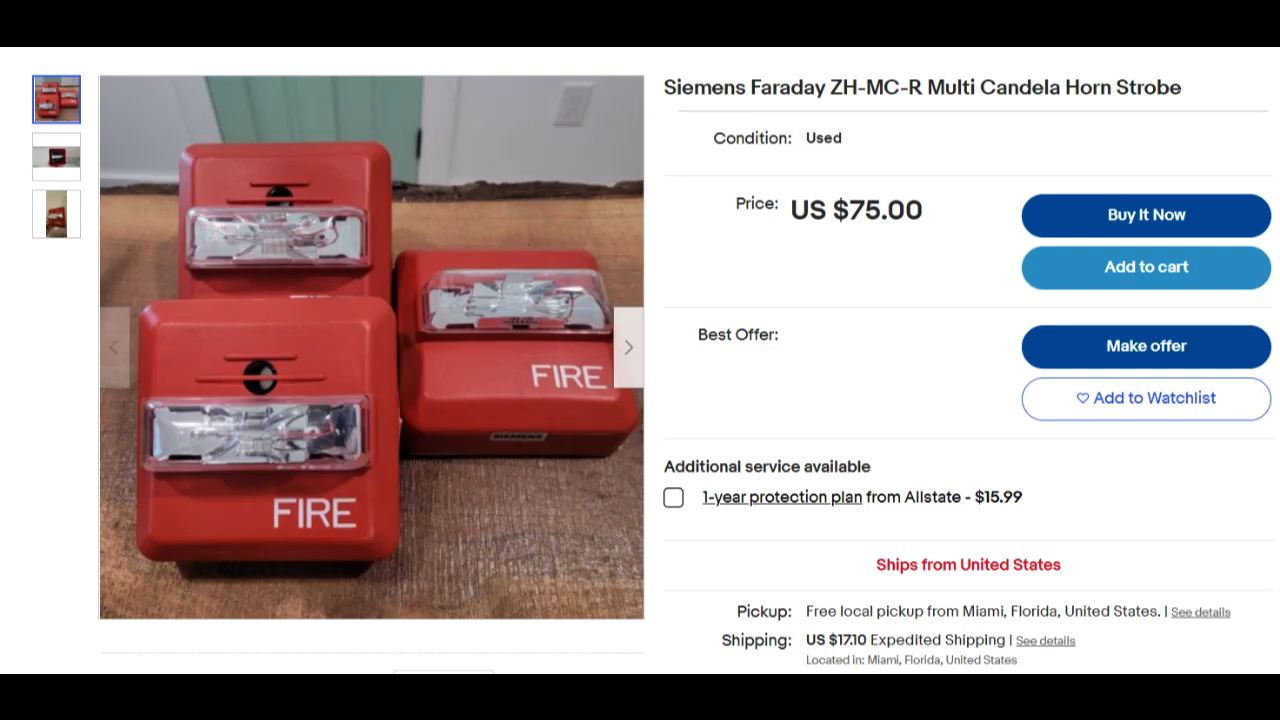 Siemens Faraday ZH-MC-R Multi Candela Horn Strobe
Condition: Used
Price: US $75.00
Buy It Now
Add to cart
Best Offer:
Make offer
Add to Watchlist
Additional service available
1-year protection plan from Allstate - $15.99
Ships from United States
Pickup: Free local pickup from Miami, Florida, United States. | See details
Shipping: US $17.10 Expedited Shipping | See details
Located in: Miami, Florida, United States
FIRE
SIEMENS
FIRE